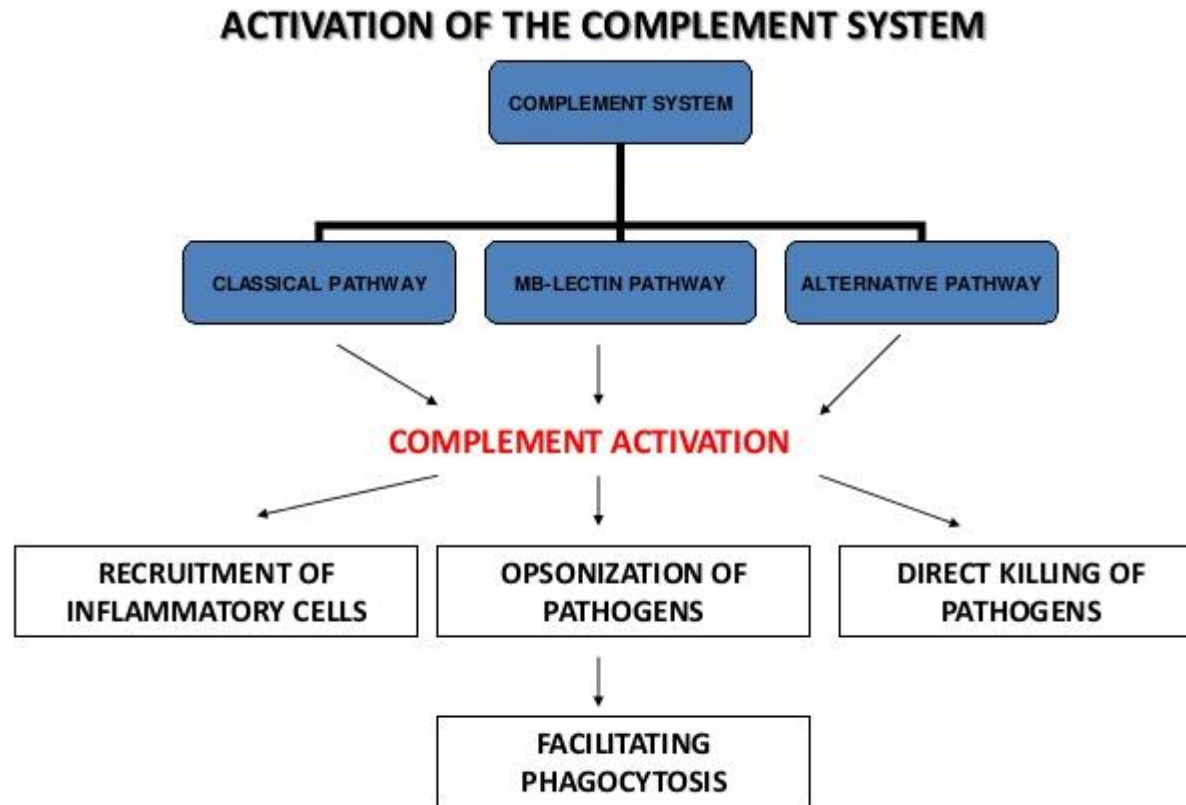 ACTIVATION OF THE COMPLEMENT SYSTEM
COMPLEMENT SYSTEM
CLASSICAL PATHWAY
MB-LECTIN PATHWAY
ALTERNATIVE PATHWAY
COMPLEMENT ACTIVATION
RECRUITMENT OF
INFLAMMATORY CELLS
OPSONIZATION OF
PATHOGENS
DIRECT KILLING OF
PATHOGENS
FACILITATING
PHAGOCYTOSIS